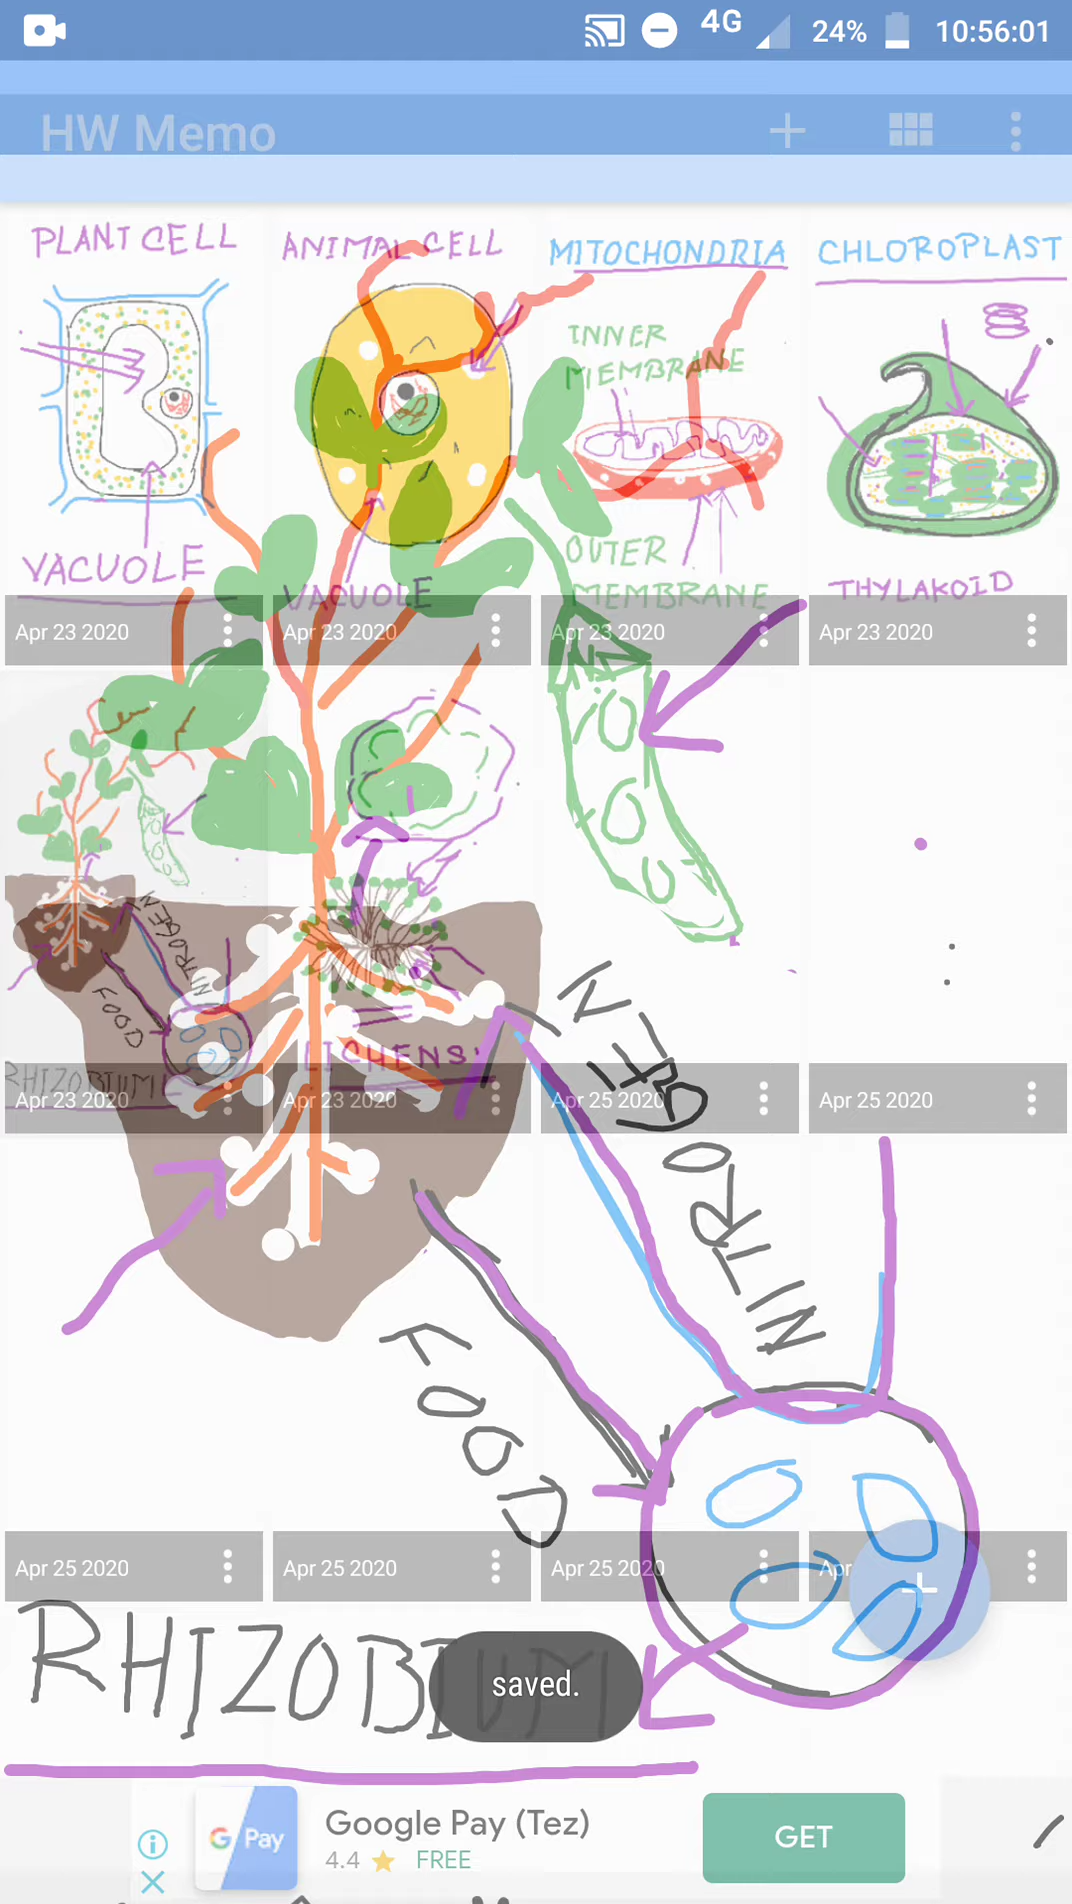 4G 24% 10:56:01
HW Memo
PLANT CELL
ANIMAL CELL
MITOCHONDRIA
CHLOROPLAST
INNER
MEMBRANE
OUTER
MEMBRANE
VACUOLE
VACUOLE
THYLAKOID
Apr 23 2020
Apr 23 2020
Apr 23 2020
Apr 23 2020
NITROGEN
FOOD
RHIZOBIUM
LICHENS
Apr 23 2020
Apr 23 2020
Apr 25 2020
Apr 25 2020
NITROGEN
FOOD
Apr 25 2020
Apr 25 2020
Apr 25 2020
Apr
RHIZOBIUM
saved.
G Pay
Google Pay (Tez)
4.4 FREE
GET